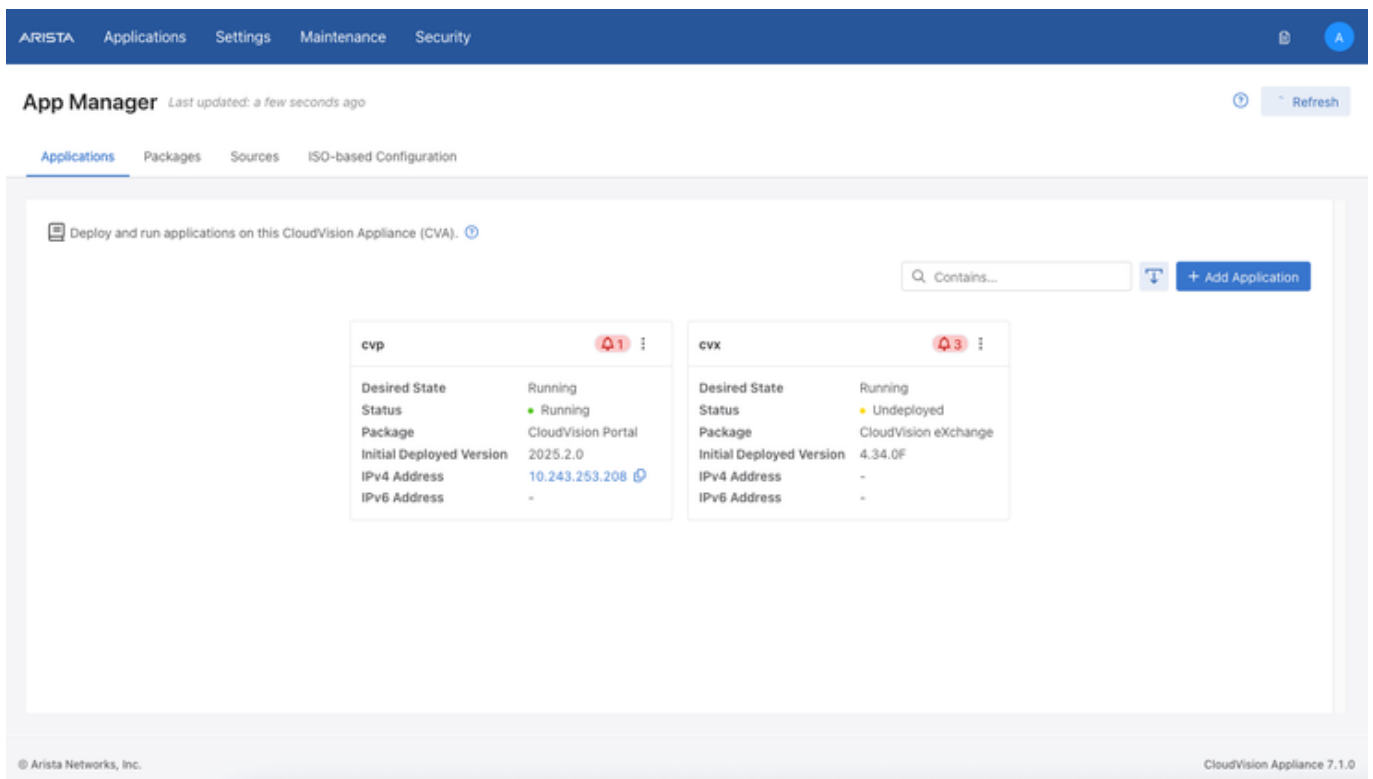 ARISTA Applications Settings Maintenance Security A
App Manager Last updated: a few seconds ago Refresh
Applications Packages Sources ISO-based Configuration
Deploy and run applications on this CloudVision Appliance (CVA).
Contains... + Add Application
cvp 1
Desired State Running
Status Running
Package CloudVision Portal
Initial Deployed Version 2025.2.0
IPv4 Address 10.243.253.208
IPv6 Address -
cvx 3
Desired State Running
Status Undeployed
Package CloudVision eXchange
Initial Deployed Version 4.34.0F
IPv4 Address -
IPv6 Address -
© Arista Networks, Inc. CloudVision Appliance 7.1.0